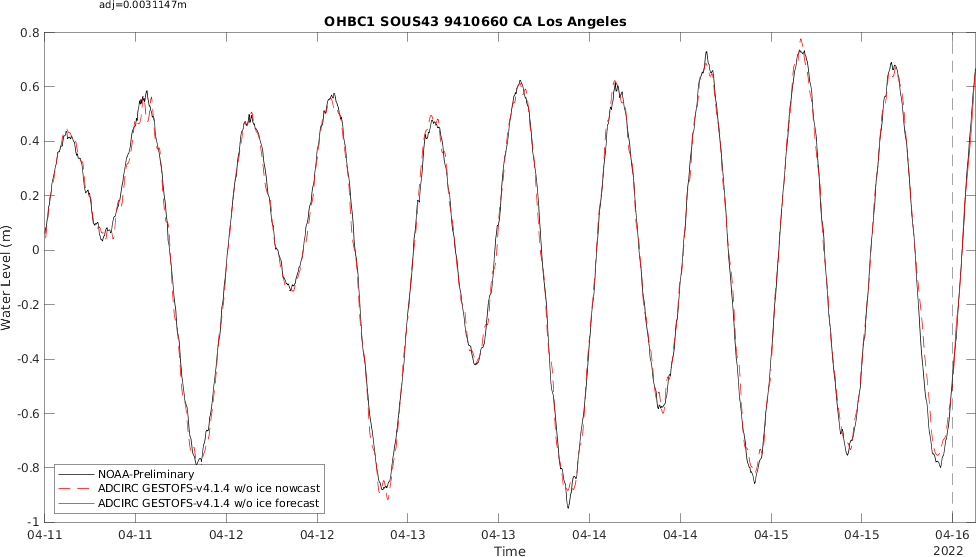 adj=0.0031147m
OHBC1 SOUS43 9410660 CA Los Angeles
Water Level (m)
0.8
0.6
0.4
0.2
0
-0.2
-0.4
-0.6
-0.8
-1
NOAA-Preliminary
ADCIRC GESTOFS-v4.1.4 w/o ice nowcast
ADCIRC GESTOFS-v4.1.4 w/o ice forecast
04-11 04-11 04-12 04-12 04-13 04-13 04-14 04-14 04-15 04-15 04-16
2022
Time